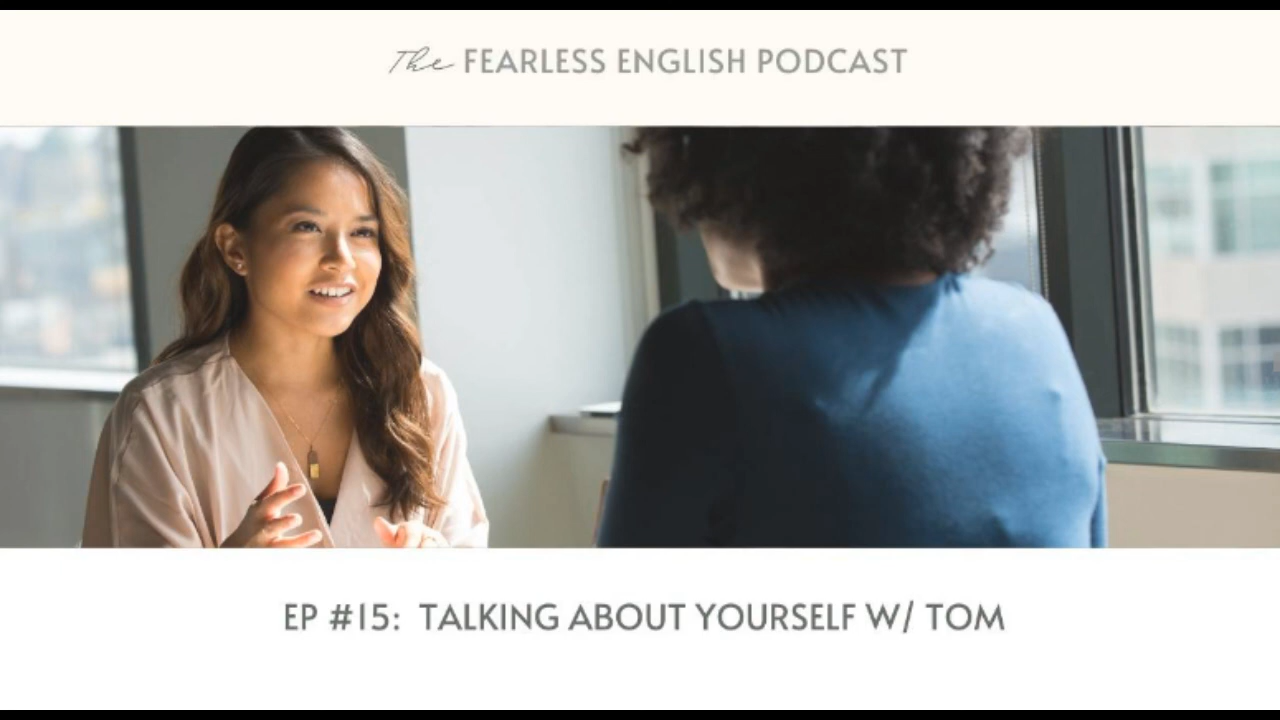 The FEARLESS ENGLISH PODCAST
EP #15: TALKING ABOUT YOURSELF W/ TOM